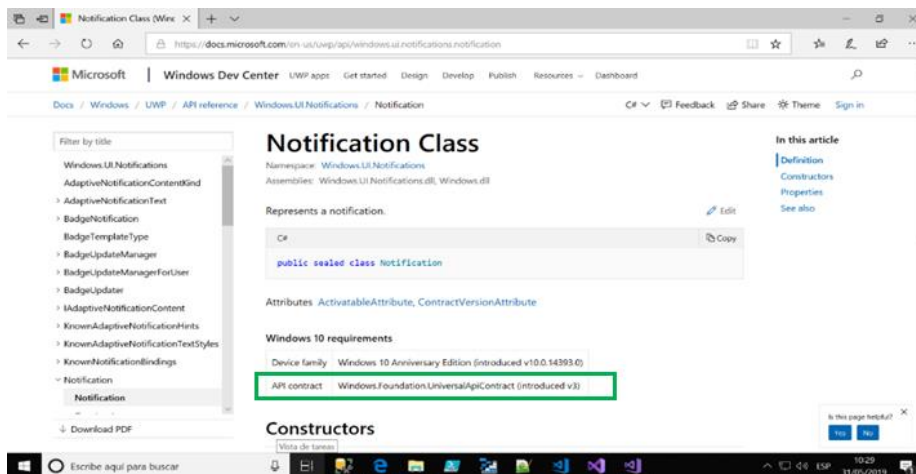 Notification Class (Wind
https://docs.microsoft.com/en-us/uwp/api/windows.ui.notifications.notification
Microsoft | Windows Dev Center UWP apps Get started Design Develop Publish Resources Dashboard
Docs / Windows / UWP / API reference / Windows.UI.Notifications / Notification C# Feedback Share Theme Sign in
Filter by title
Windows.UI.Notifications
AdaptiveNotificationContentKind
AdaptiveNotificationText
BadgeNotification
BadgeTemplateType
BadgeUpdateManager
BadgeUpdateManagerForUser
BadgeUpdater
IAdaptiveNotificationContent
KnownAdaptiveNotificationHints
KnownAdaptiveNotificationTextStyles
KnownNotificationBindings
Notification
Notification
Download PDF
Notification Class
Namespace: Windows.UI.Notifications
Assemblies: Windows.UI.Notifications.dll, Windows.dll
Represents a notification.
Edit
C# Copy
public sealed class Notification
Attributes ActivatableAttribute, ContractVersionAttribute
Windows 10 requirements
Device family Windows 10 Anniversary Edition (introduced v10.0.14393.0)
API contract Windows.Foundation.UniversalApiContract (introduced v3)
Constructors
Vista de tareas
In this article
Definition
Constructors
Properties
See also
Is this page helpful?
Yes No
Escribe aquí para buscar
ESP
10:29
31/05/2019